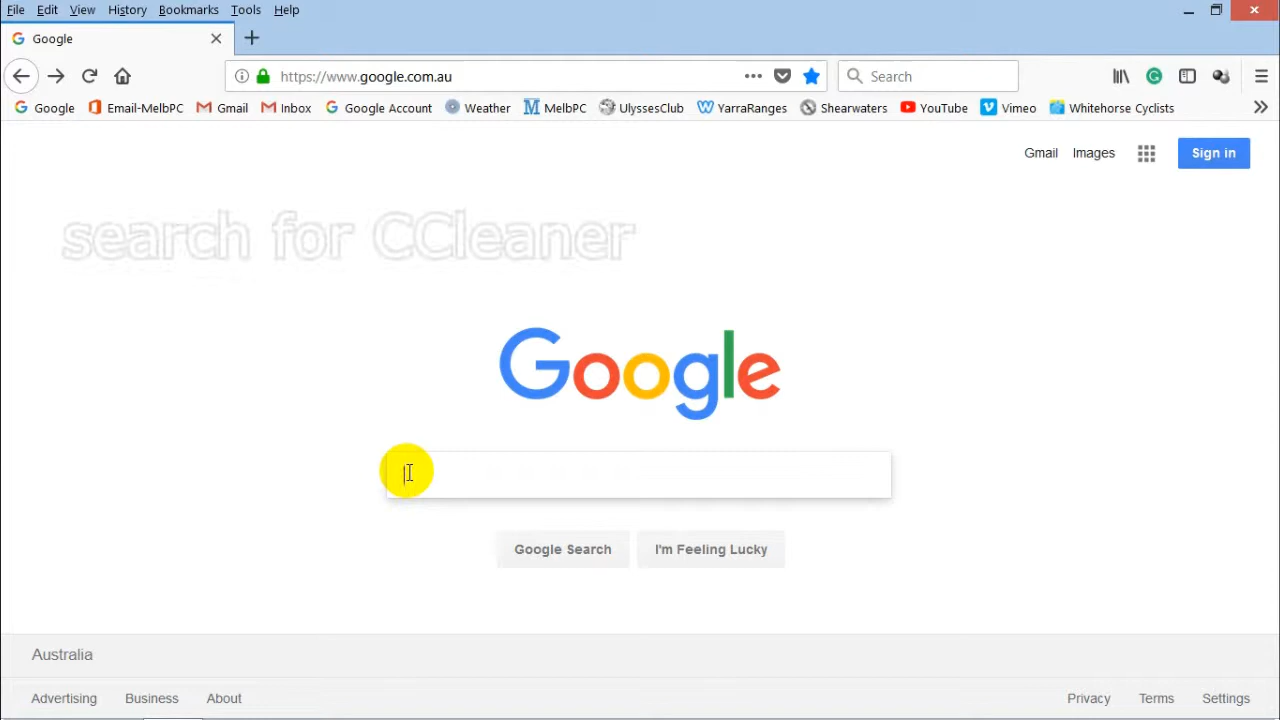 File Edit View History Bookmarks Tools Help
Google
https://www.google.com.au Search
Google Email-MelbPC Gmail Inbox Google Account Weather MelbPC UlyssesClub YarraRanges Shearwaters YouTube Vimeo Whitehorse Cyclists
Gmail Images Sign in
search for CCleaner
Google
Google Search I'm Feeling Lucky
Australia
Advertising Business About Privacy Terms Settings